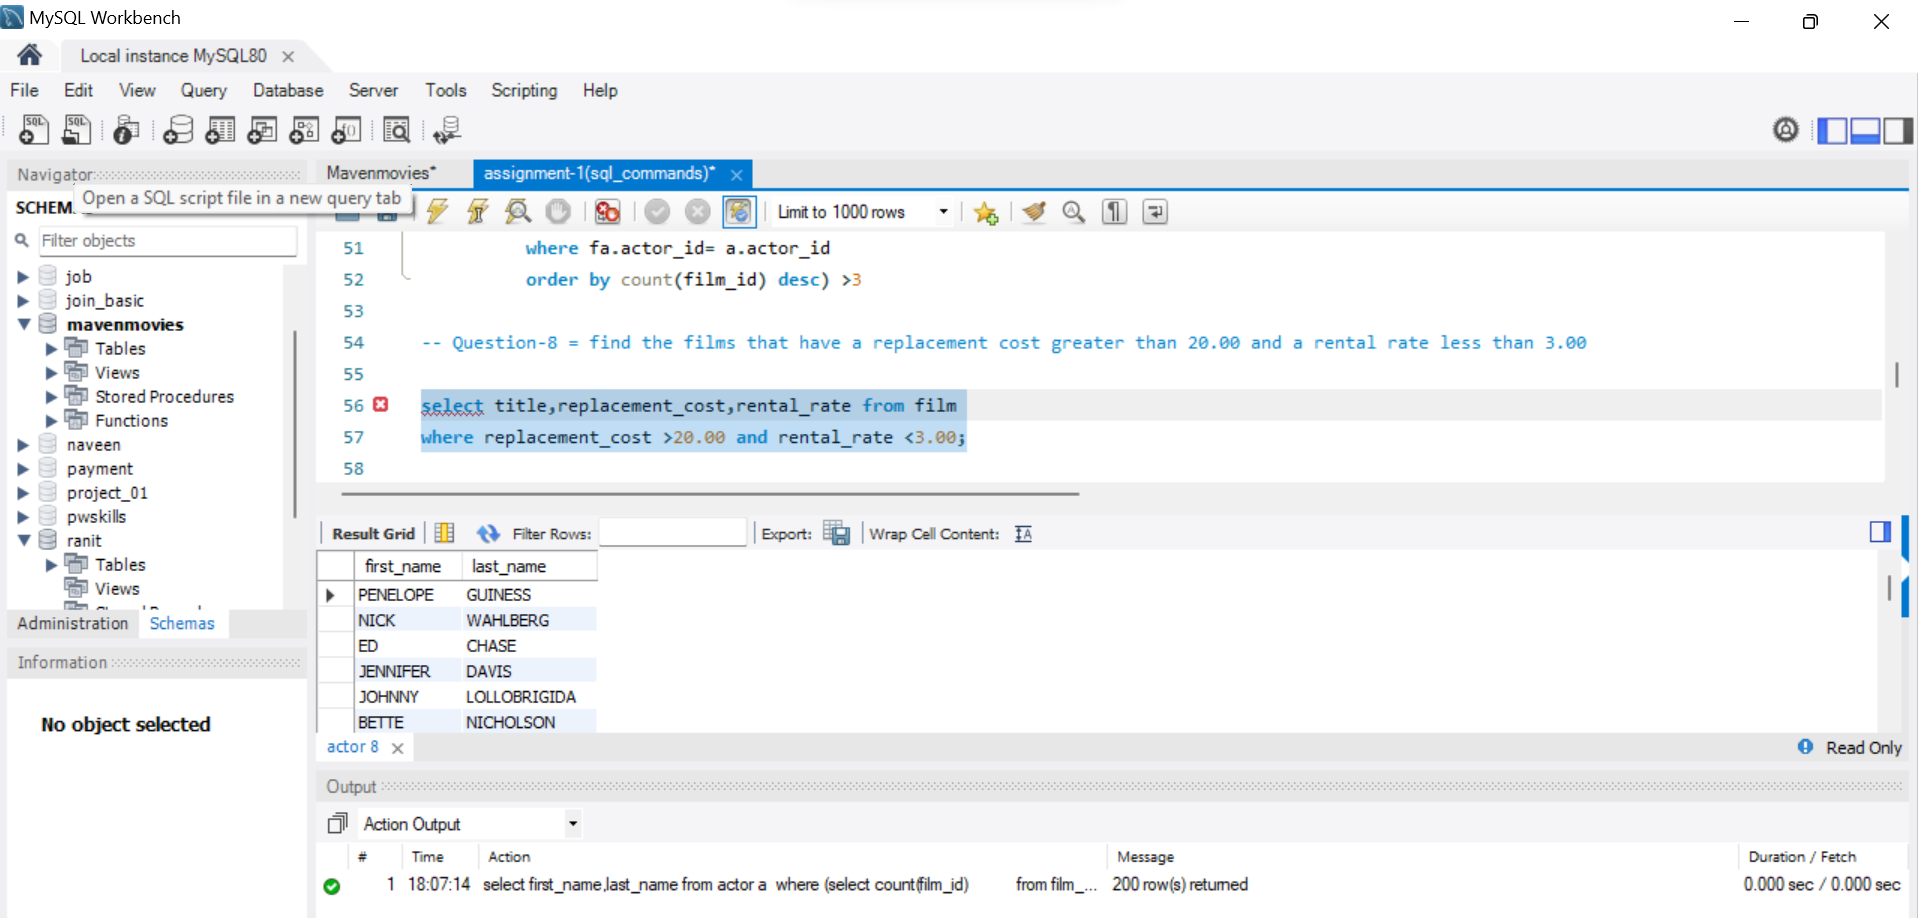 MySQL Workbench
Local instance MySQL80
File Edit View Query Database Server Tools Scripting Help
Navigator
Open a SQL script file in a new query tab
SCHEM
Filter objects
job
join_basic
mavenmovies
Tables
Views
Stored Procedures
Functions
naveen
payment
project_01
pwskills
ranit
Tables
Views
Administration Schemas
Information
No object selected
Mavenmovies* assignment-1(sql_commands)*
Limit to 1000 rows
51 where fa.actor_id= a.actor_id
52 order by count(film_id) desc) >3
53
54 -- Question-8 = find the films that have a replacement cost greater than 20.00 and a rental rate less than 3.00
55
56 select title,replacement_cost,rental_rate from film
57 where replacement_cost >20.00 and rental_rate <3.00;
58
Result Grid Filter Rows: Export: Wrap Cell Content:
first_name last_name
PENELOPE GUINESS
NICK WAHLBERG
ED CHASE
JENNIFER DAVIS
JOHNNY LOLLOBRIGIDA
BETTE NICHOLSON
actor 8 Read Only
Output
Action Output
# Time Action Message Duration / Fetch
1 18:07:14 select first_name,last_name from actor a where (select count(film_id) from film_... 200 row(s) returned 0.000 sec / 0.000 sec